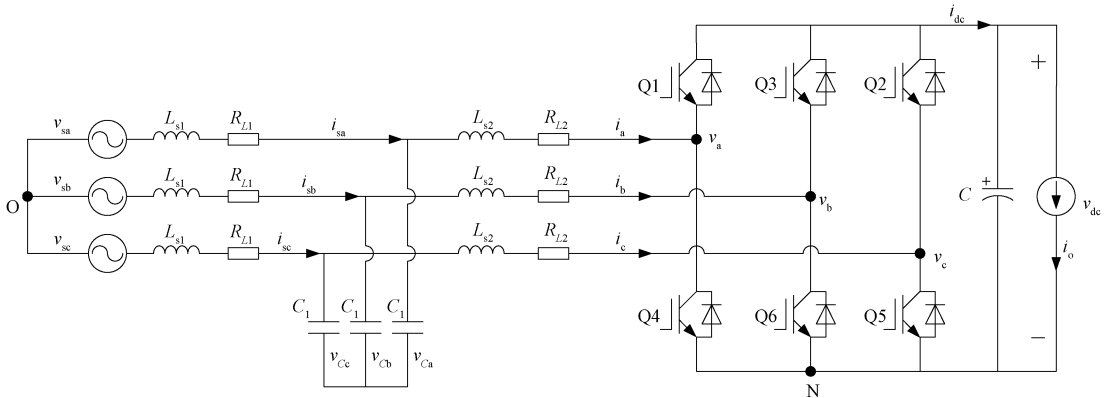 i_dc
Q1 Q3 Q2
+
v_sa L_s1 R_L1 i_sa L_s2 R_L2 i_a v_a
v_sb L_s1 R_L1 i_sb L_s2 R_L2 i_b v_b
O
C + v_dc
v_sc L_s1 R_L1 i_sc L_s2 R_L2 i_c v_c
i_o
C_1 C_1 C_1
Q4 Q6 Q5
v_Cc v_Cb v_Ca
−
N